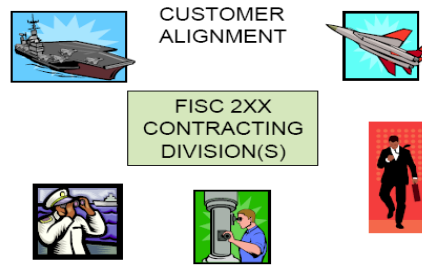 CUSTOMER
ALIGNMENT
FISC 2XX
CONTRACTING
DIVISION(S)